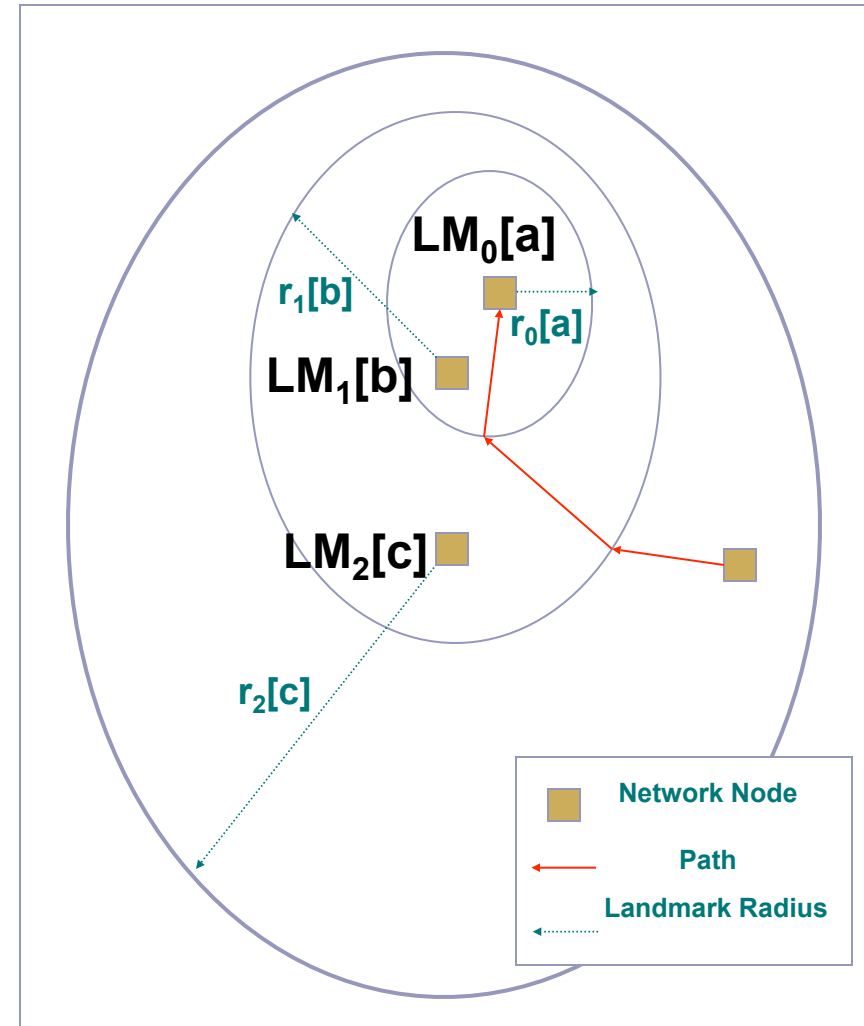 LM₀[a]
r₁[b]
r₀[a]
LM₁[b]
LM₂[c]
r₂[c]
Network Node
Path
Landmark Radius